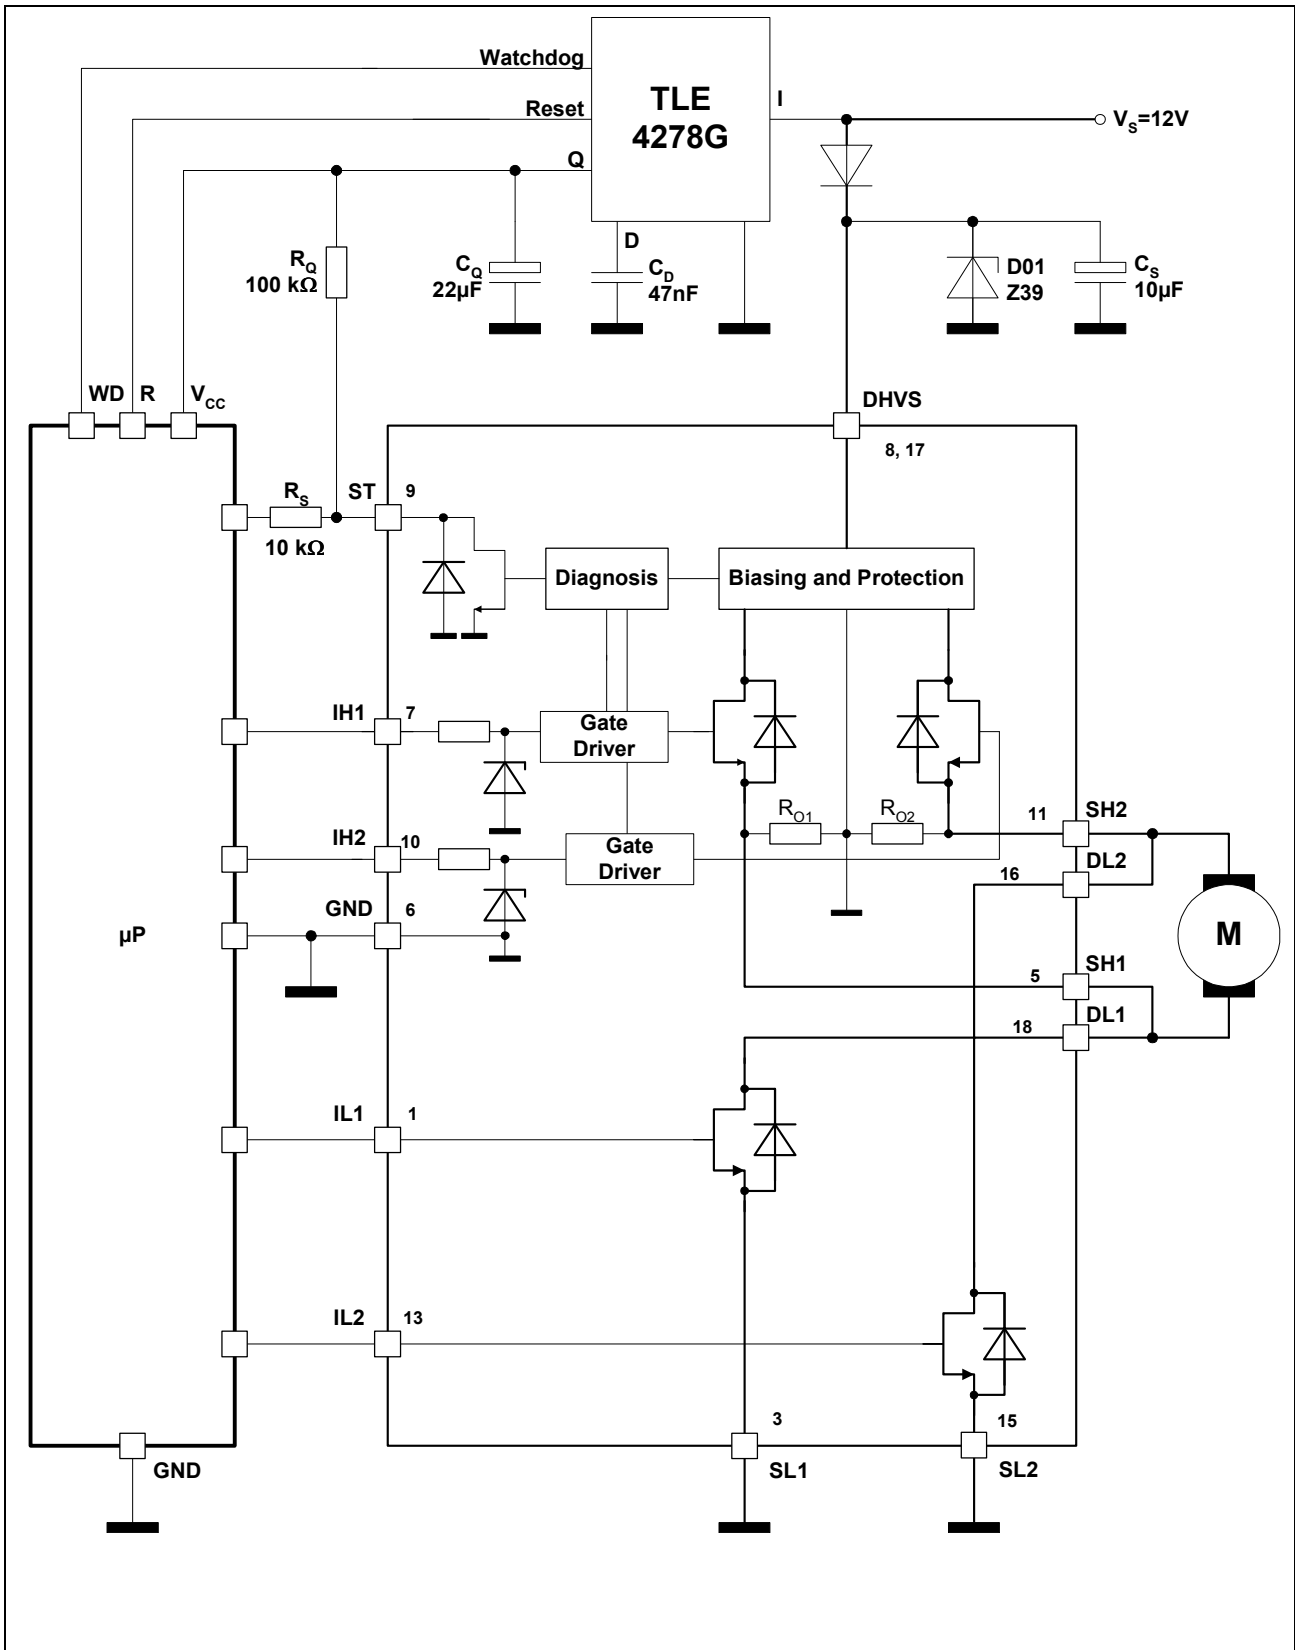 Watchdog
TLE
4278G
I
Reset
V_S=12V
Q
D
R_Q
100 kΩ
C_Q
22µF
C_D
47nF
D01
Z39
C_S
10µF
WD
R
V_CC
DHVS
8, 17
R_S
10 kΩ
ST
9
Diagnosis
Biasing and Protection
IH1
7
Gate
Driver
R_O1
R_O2
11
SH2
IH2
10
Gate
Driver
16
DL2
GND
6
µP
M
5
SH1
18
DL1
IL1
1
IL2
13
3
15
GND
SL1
SL2